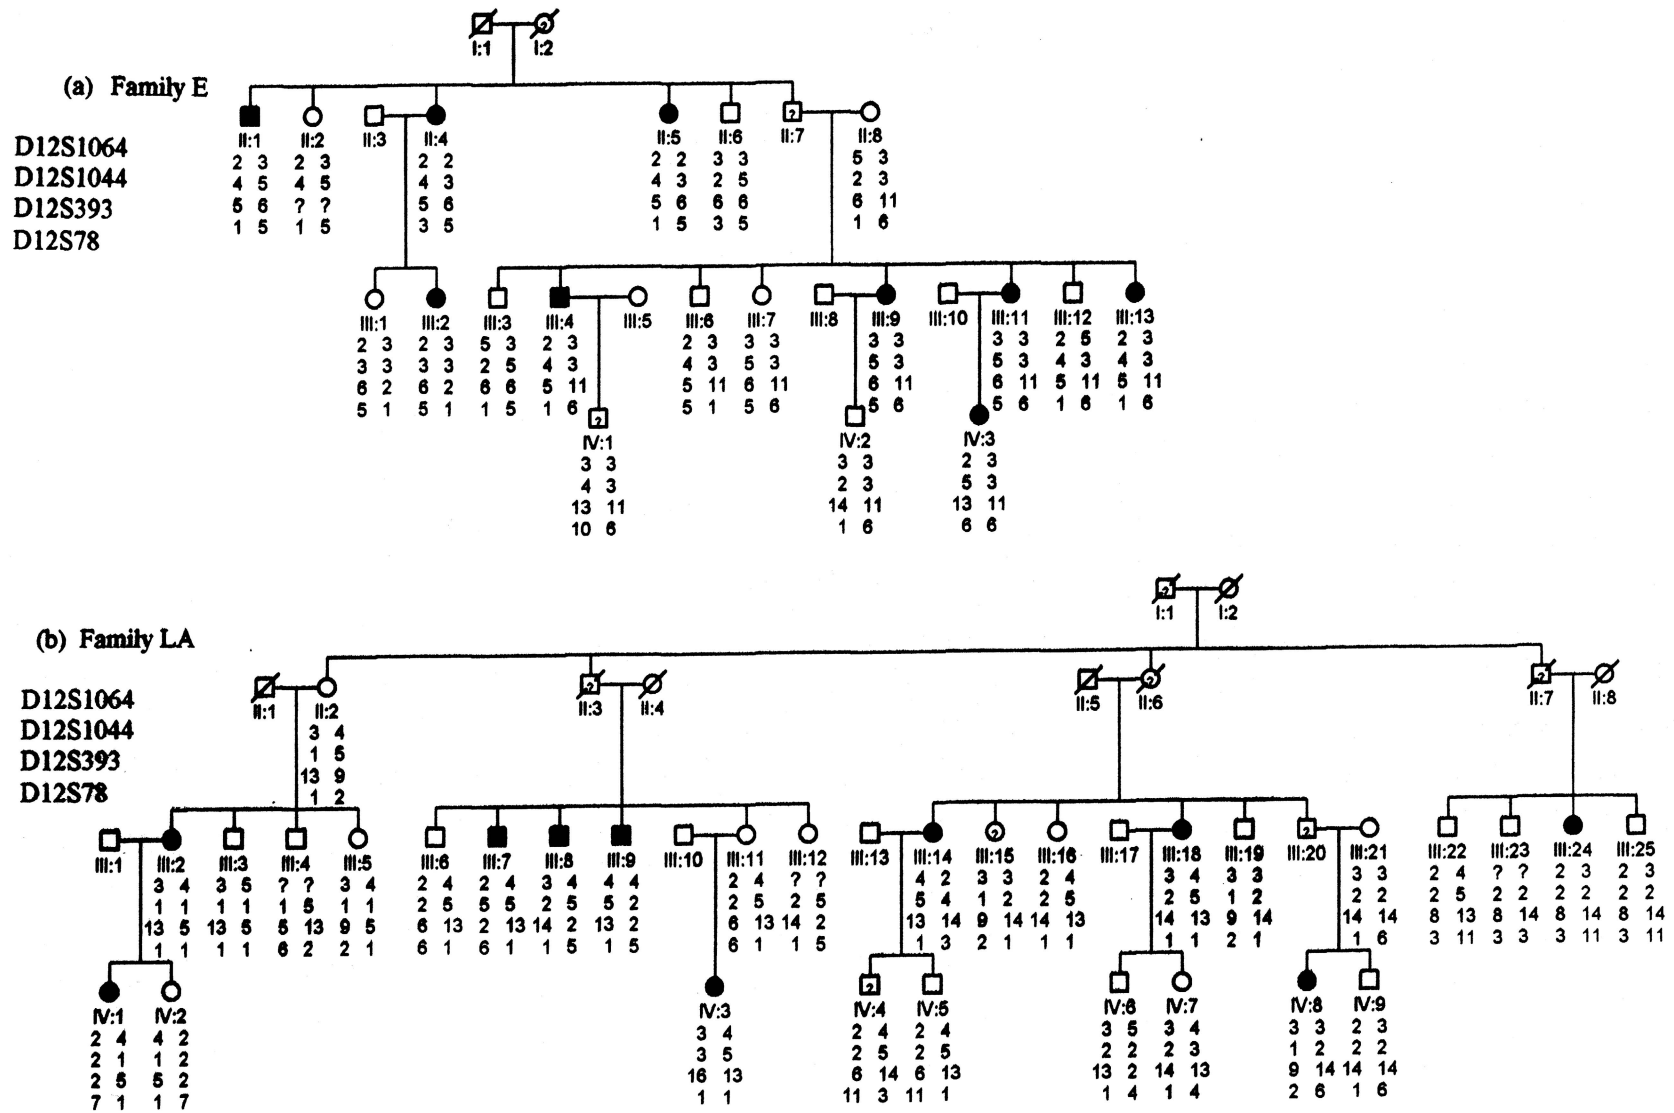 I:1 I:2
(a) Family E
II:1 II:2 II:3 II:4 II:5 II:6 ? II:7 II:8
D12S1064 2 3 2 3 2 2 2 2 3 3 5 3
D12S1044 4 5 4 5 4 3 4 3 2 5 2 3
D12S393 5 6 ? ? 5 6 5 6 6 6 6 11
D12S78 1 5 1 5 3 5 1 5 3 5 1 6
III:1 III:2 III:3 III:4 III:5 III:6 III:7 III:8 III:9 III:10 III:11 III:12 III:13
2 3 2 3 5 3 2 3 2 3 3 3 3 3 3 3 2 5 2 3
3 3 3 3 2 5 4 3 4 3 5 3 5 3 5 3 4 3 4 3
6 2 6 2 6 6 5 11 5 11 6 11 6 11 6 11 5 11 5 11
5 1 5 1 1 5 1 6 5 1 5 6 5 6 5 6 1 6 1 6
? IV:1 IV:2 IV:3
3 3 3 3 2 3
4 3 2 3 5 3
13 11 14 11 13 11
10 6 1 6 6 6
? I:1 I:2
(b) Family LA
II:1 II:2 ? II:3 II:4 II:5 ? II:6 ? II:7 II:8
D12S1064 3 4
D12S1044 1 5
D12S393 13 9
D12S78 1 2
III:1 III:2 III:3 III:4 III:5 III:6 III:7 III:8 III:9 III:10 III:11 III:12 III:13 III:14 ? III:15 III:16 III:17 III:18 III:19 ? III:20 III:21 III:22 III:23 III:24 III:25
3 4 3 5 ? ? 3 4 2 4 2 4 3 4 4 4 2 4 ? ? 4 2 3 3 2 4 3 4 3 3 3 3 2 4 ? ? 2 3 2 3
1 1 1 1 1 5 1 1 2 5 5 5 2 5 5 2 2 5 2 5 5 4 1 2 2 5 2 5 1 2 2 2 2 5 2 2 2 2 2 2
13 5 13 5 5 13 9 5 6 13 2 13 14 2 13 2 6 13 14 2 13 14 9 14 14 13 14 13 9 14 14 14 8 13 8 14 8 14 8 14
1 1 1 1 6 2 2 1 6 1 6 1 1 5 1 5 6 1 1 5 1 3 2 1 1 1 1 1 2 1 1 6 3 11 3 3 3 11 3 11
IV:1 IV:2 IV:3 ? IV:4 IV:5 IV:6 IV:7 IV:8 IV:9
2 4 4 2 3 4 2 4 2 4 3 5 3 4 3 3 2 3
2 1 1 2 3 5 2 5 2 5 2 2 2 3 1 2 2 2
2 5 5 2 16 13 6 14 6 13 13 2 14 13 9 14 14 14
7 1 1 7 1 1 11 3 11 1 1 4 1 4 2 6 1 6